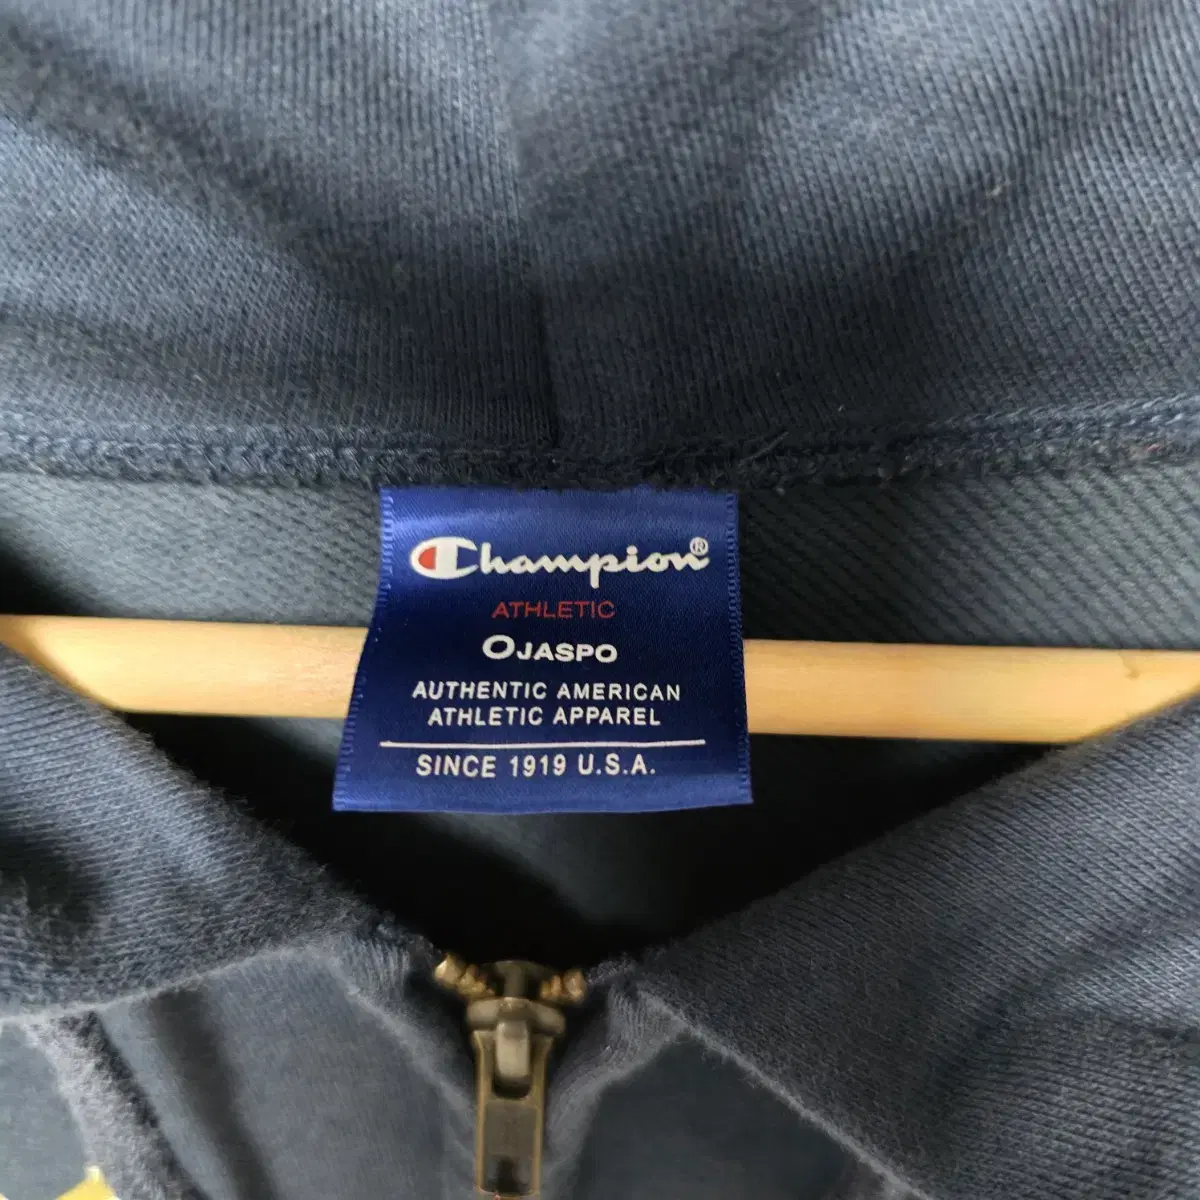 Champion®
ATHLETIC
OJASPO
AUTHENTIC AMERICAN
ATHLETIC APPAREL
SINCE 1919 U.S.A.